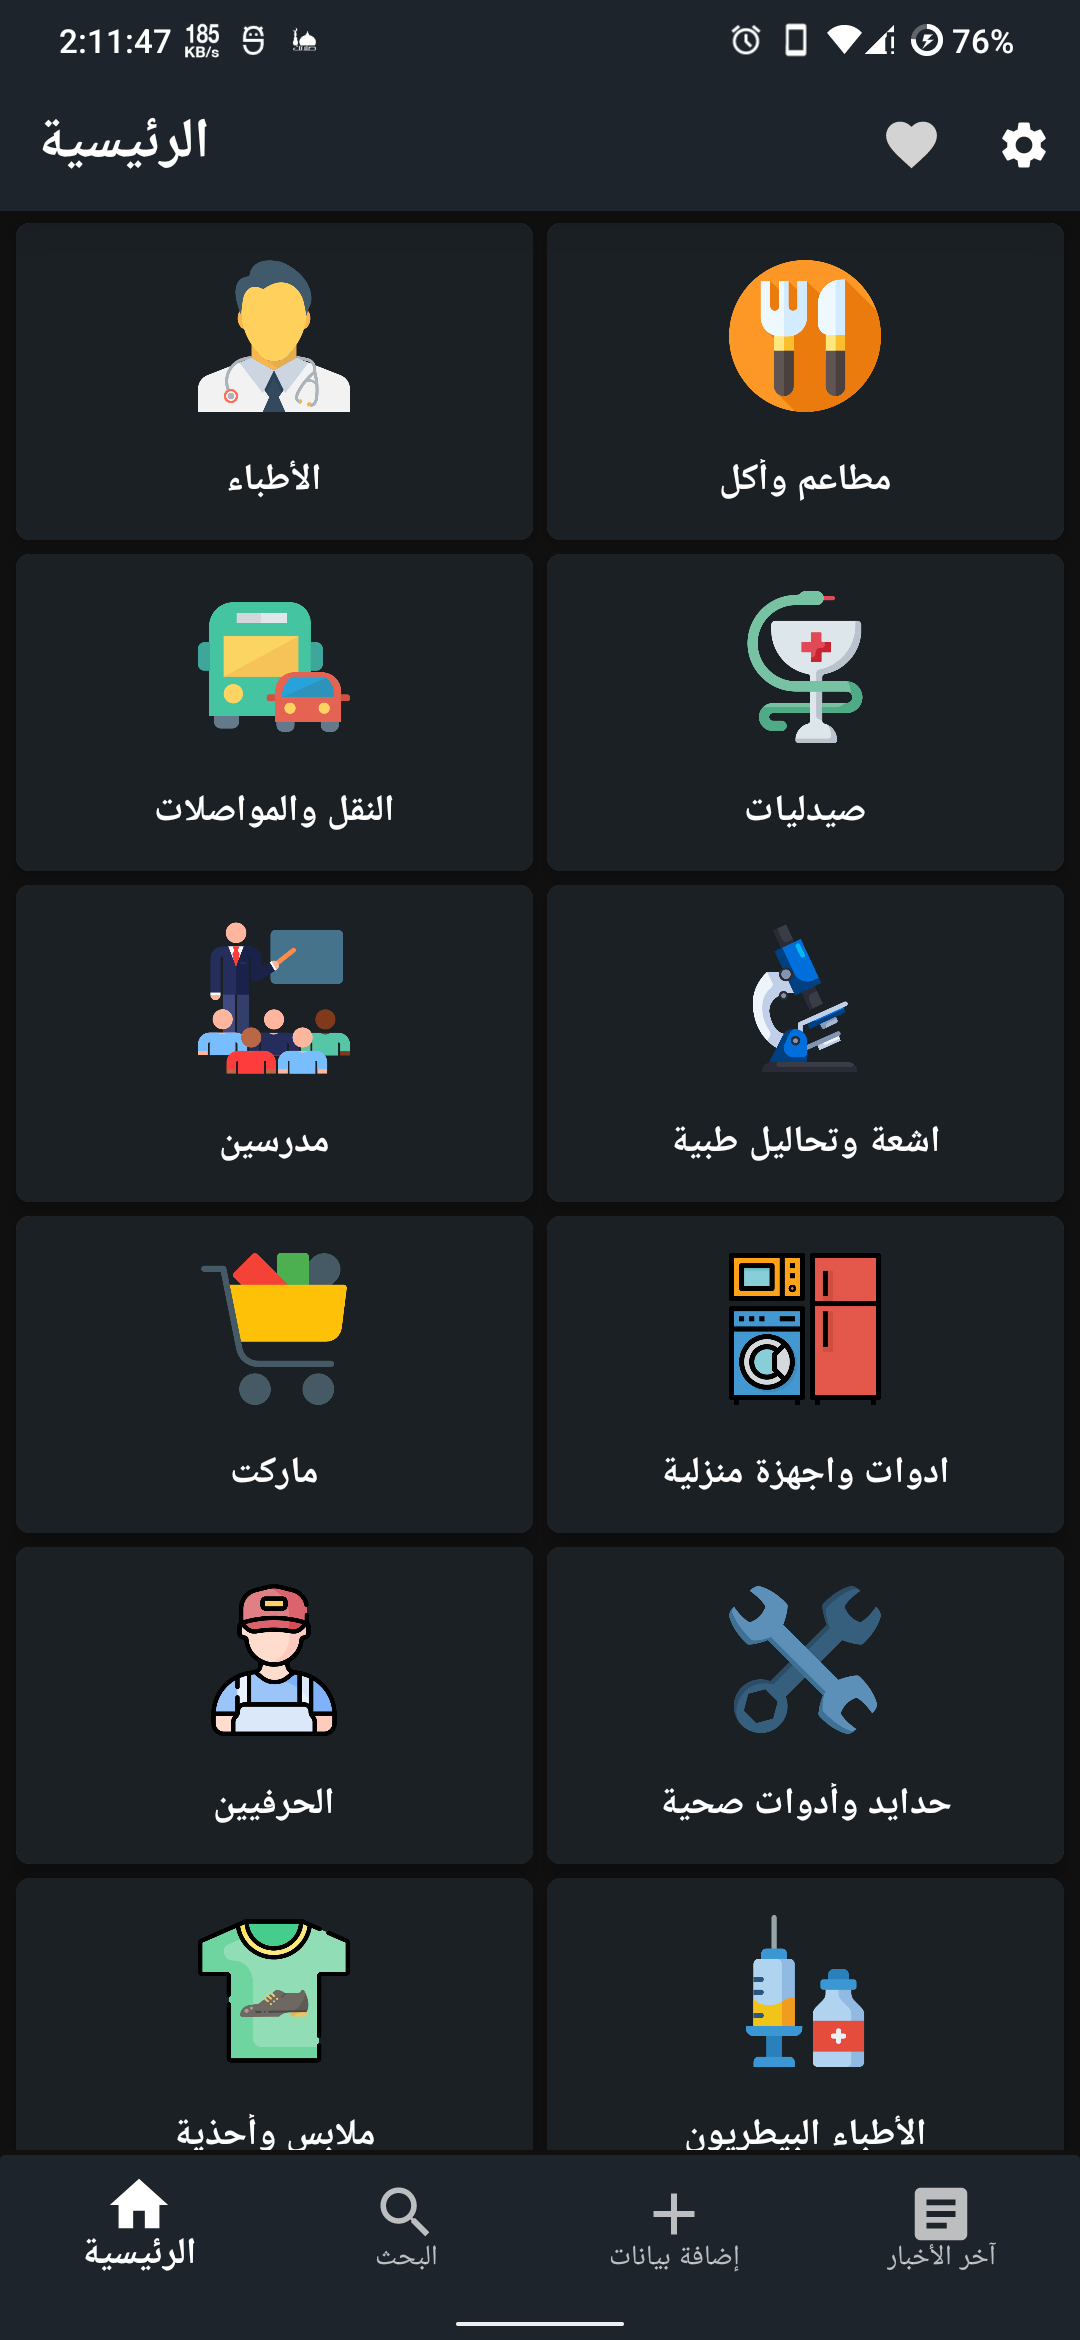 2:11:47 185 KB/s 76%
الرئيسية
الأطباء
مطاعم وأكل
النقل والمواصلات
صيدليات
مدرسين
اشعة وتحاليل طبية
ماركت
ادوات واجهزة منزلية
الحرفيين
حدايد وأدوات صحية
ملابس وأحذية
الأطباء البيطريون
الرئيسية
البحث
إضافة بيانات
آخر الأخبار